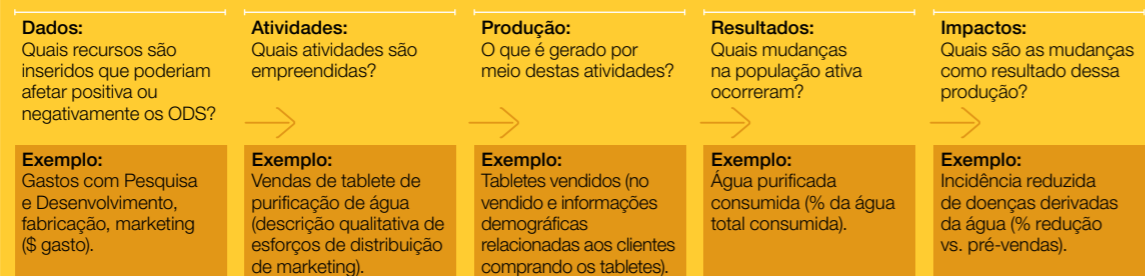 Dados:
Quais recursos são
inseridos que poderiam
afetar positiva ou
negativamente os ODS?
Atividades:
Quais atividades são
empreendidas?
Produção:
O que é gerado por
meio destas atividades?
Resultados:
Quais mudanças
na população ativa
ocorreram?
Impactos:
Quais são as mudanças
como resultado dessa
produção?
Exemplo:
Gastos com Pesquisa
e Desenvolvimento,
fabricação, marketing
($ gasto).
Exemplo:
Vendas de tablete de
purificação de água
(descrição qualitativa de
esforços de distribuição
de marketing).
Exemplo:
Tabletes vendidos (no
vendido e informações
demográficas
relacionadas aos clientes
comprando os tabletes).
Exemplo:
Água purificada
consumida (% da água
total consumida).
Exemplo:
Incidência reduzida
de doenças derivadas
da água (% redução
vs. pré-vendas).